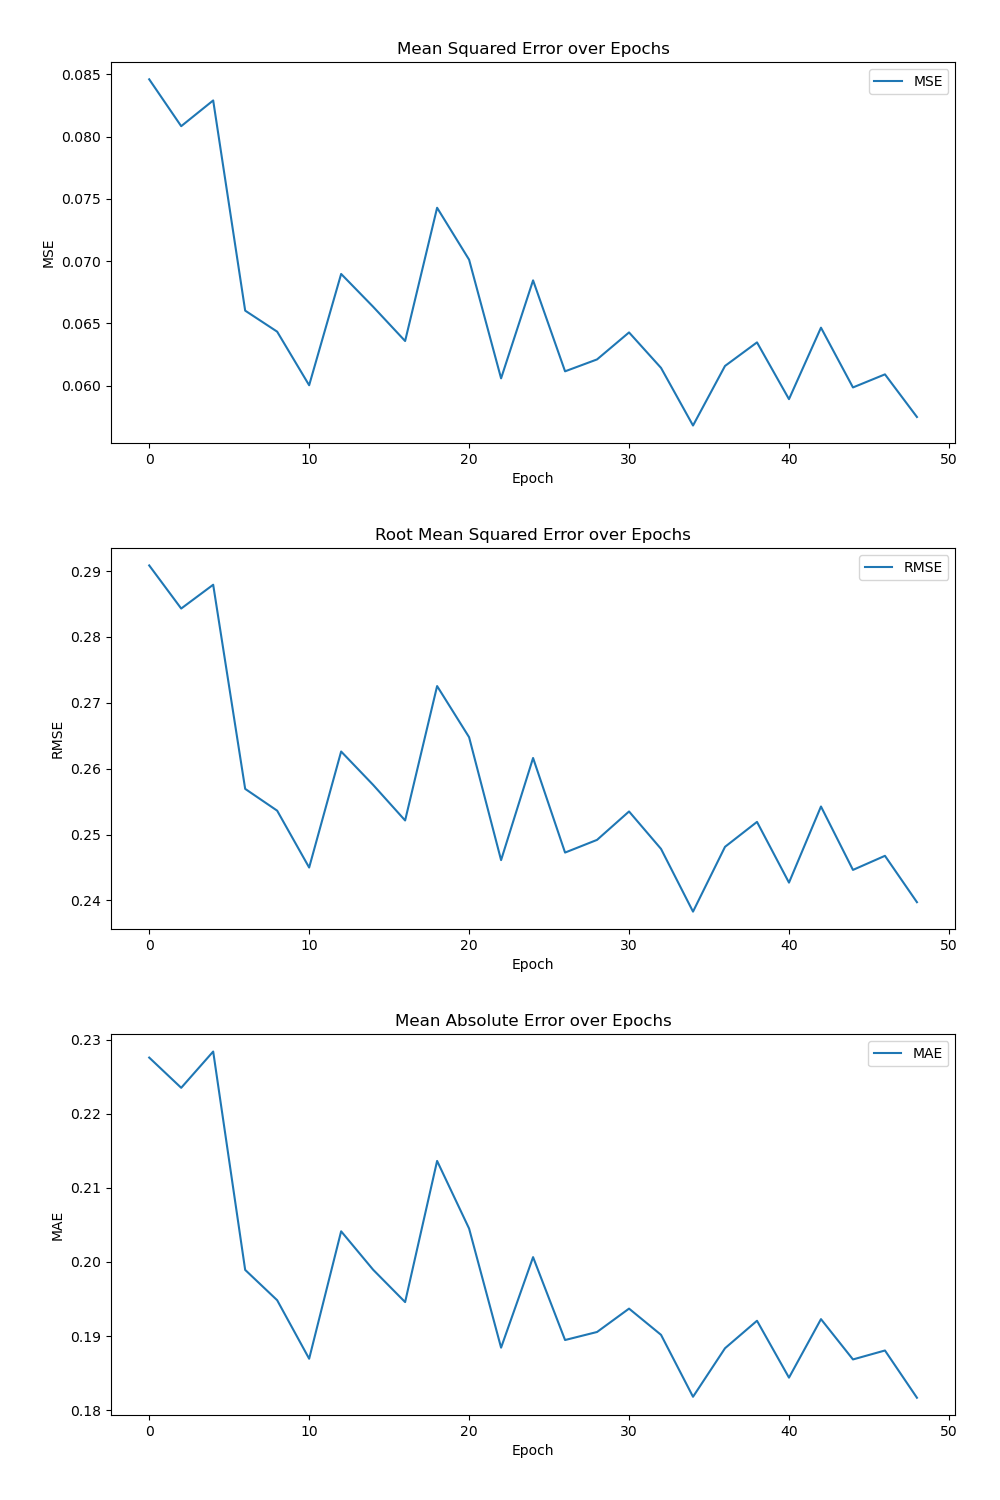 Mean Squared Error over Epochs
MSE
0.085
0.080
0.075
0.070
0.065
0.060
MSE
0 10 20 30 40 50
Epoch
Root Mean Squared Error over Epochs
RMSE
0.29
0.28
0.27
0.26
0.25
0.24
RMSE
0 10 20 30 40 50
Epoch
Mean Absolute Error over Epochs
MAE
0.23
0.22
0.21
0.20
0.19
0.18
MAE
0 10 20 30 40 50
Epoch